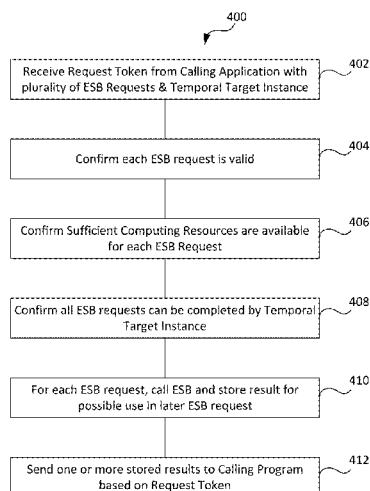 400
Receive Request Token from Calling Application with
plurality of ESB Requests & Temporal Target Instance
402
Confirm each ESB request is valid
404
Confirm Sufficient Computing Resources are available
for each ESB Request
406
Confirm all ESB requests can be completed by Temporal
Target Instance
408
For each ESB request, call ESB and store result for
possible use in later ESB request
410
Send one or more stored results to Calling Program
based on Request Token
412